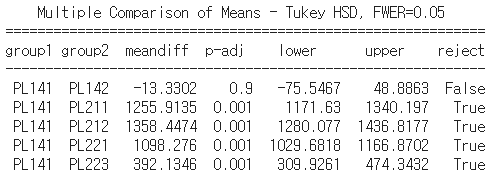 Multiple Comparison of Means - Tukey HSD, FWER=0.05
============================================================
group1 group2 meandiff p-adj lower upper reject
------------------------------------------------------------
PL141 PL142 -13.3302 0.9 -75.5467 48.8863 False
PL141 PL211 1255.9135 0.001 1171.63 1340.197 True
PL141 PL212 1358.4474 0.001 1280.077 1436.8177 True
PL141 PL221 1098.276 0.001 1029.6818 1166.8702 True
PL141 PL223 392.1346 0.001 309.9261 474.3432 True